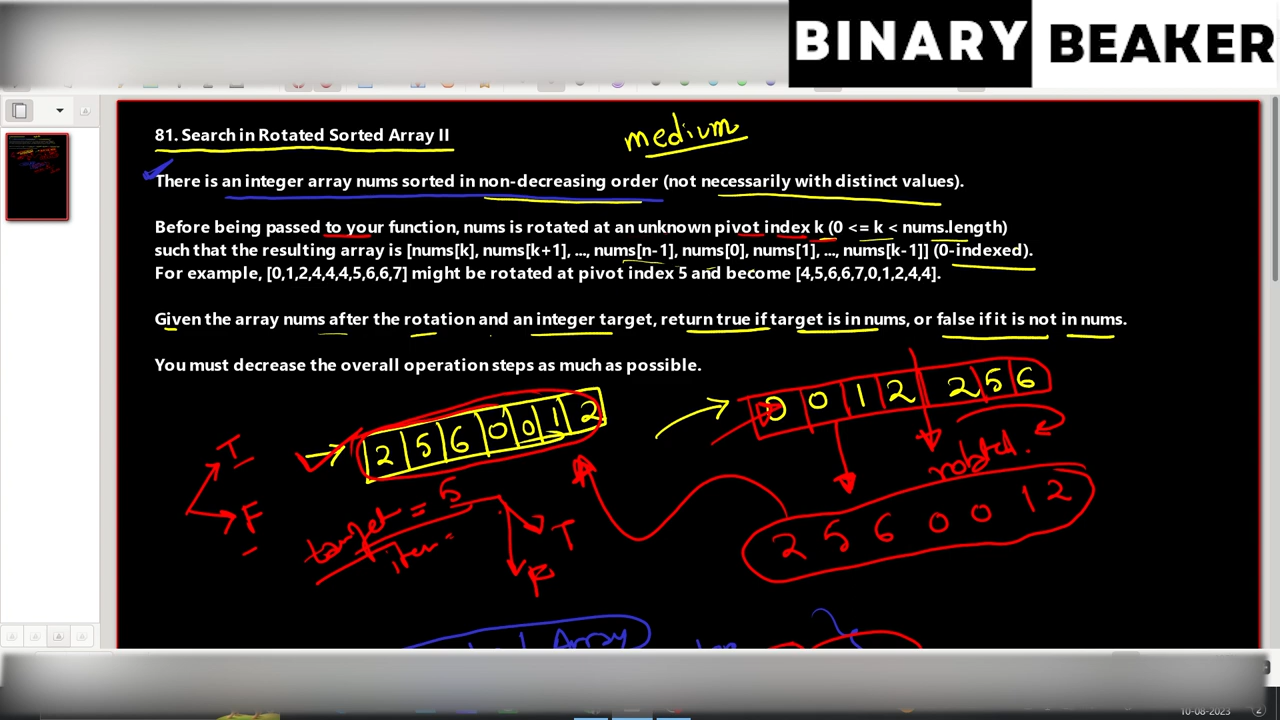 BINARY BEAKER
81. Search in Rotated Sorted Array II
medium
There is an integer array nums sorted in non-decreasing order (not necessarily with distinct values).
Before being passed to your function, nums is rotated at an unknown pivot index k (0 <= k < nums.length)
such that the resulting array is [nums[k], nums[k+1], ..., nums[n-1], nums[0], nums[1], ..., nums[k-1]] (0-indexed).
For example, [0,1,2,4,4,4,5,6,6,7] might be rotated at pivot index 5 and become [4,5,6,6,7,0,1,2,4,4].
Given the array nums after the rotation and an integer target, return true if target is in nums, or false if it is not in nums.
You must decrease the overall operation steps as much as possible.
0 0 1 2 2 5 6
2 5 6 0 0 1 2
T
rotated.
F
target = 5
2 5 6 0 0 1 2
T
F
Array
10-08-2023